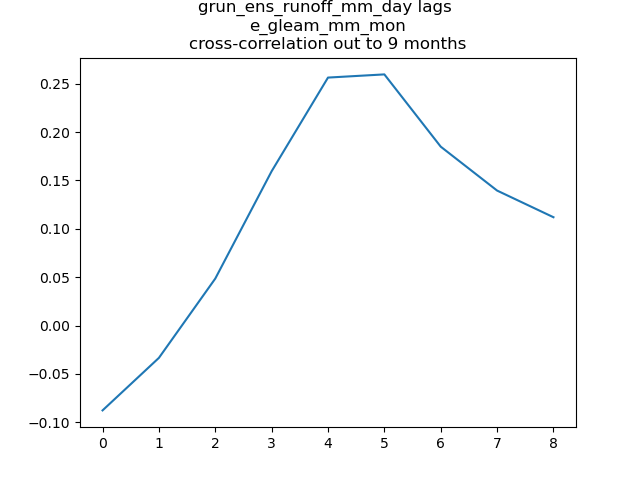 grun_ens_runoff_mm_day lags
e_gleam_mm_mon
cross-correlation out to 9 months
0.25
0.20
0.15
0.10
0.05
0.00
−0.05
−0.10
0 1 2 3 4 5 6 7 8